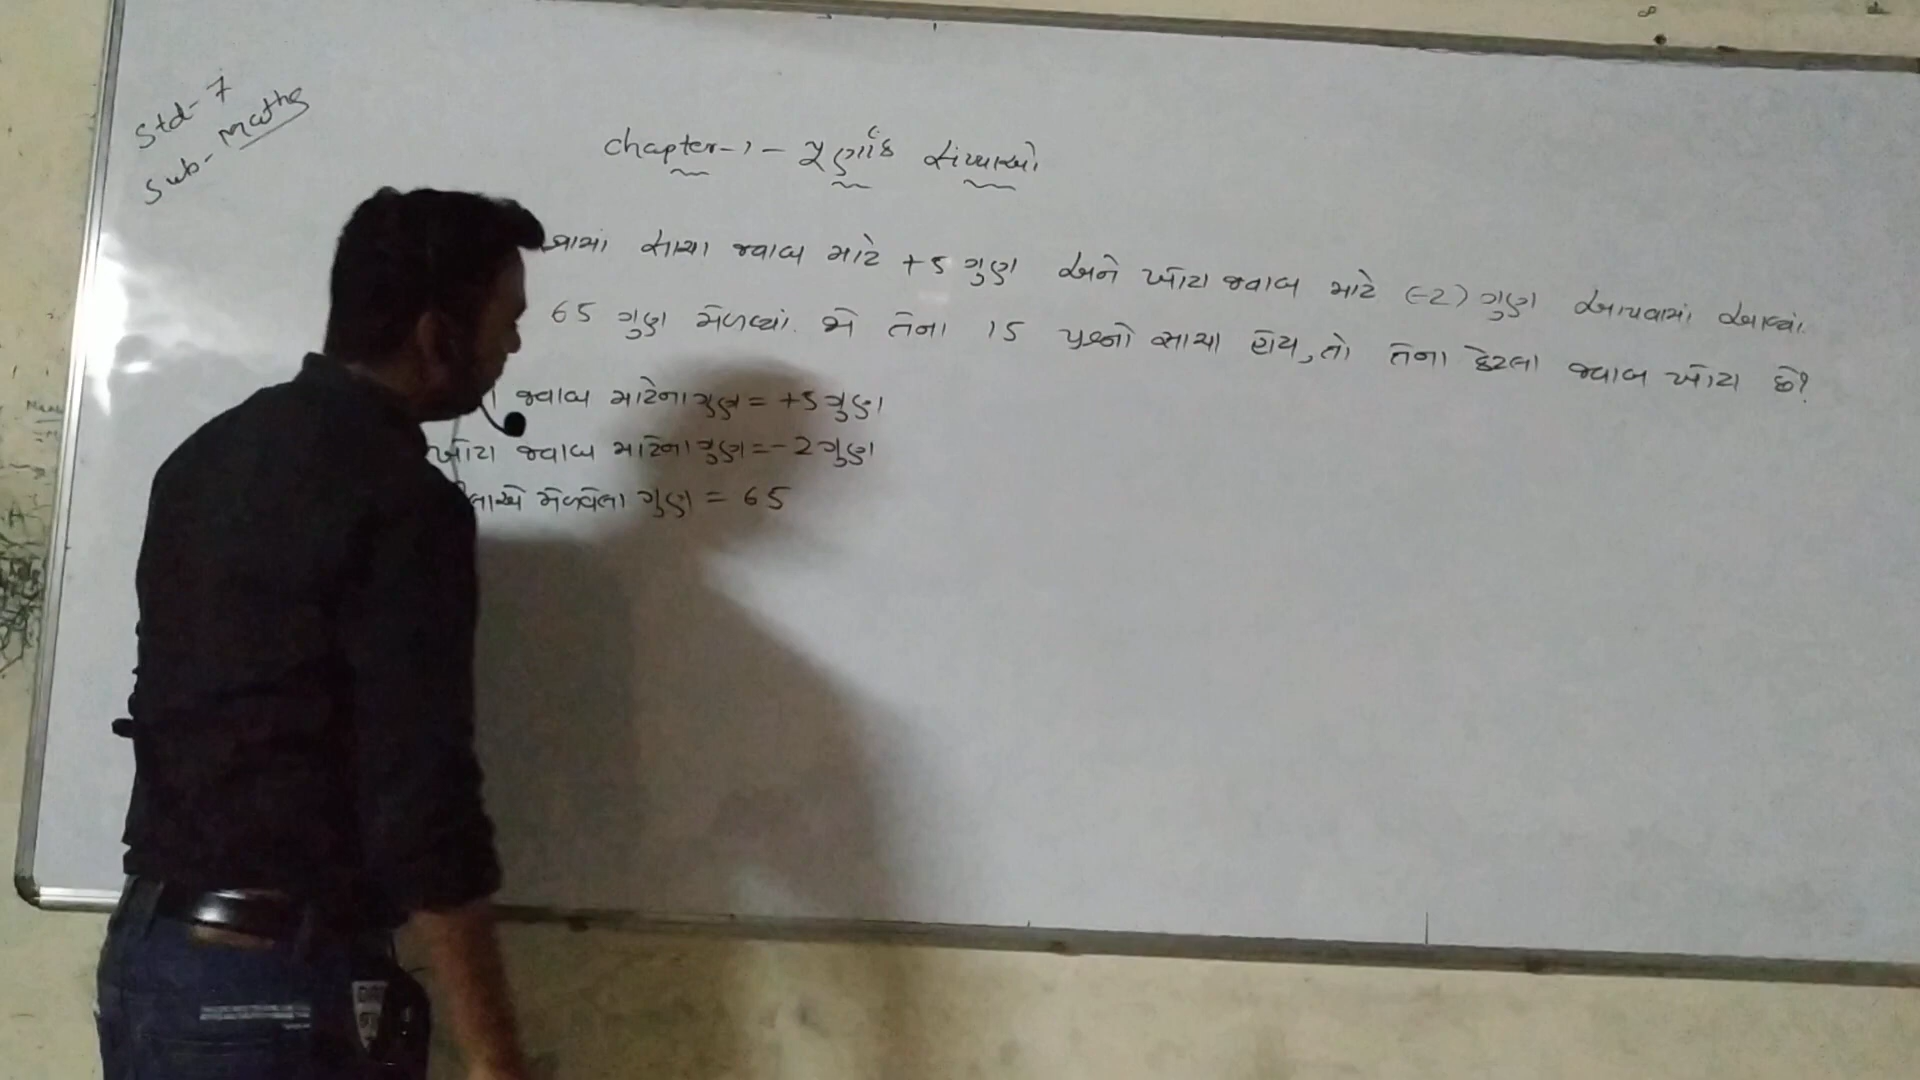 Std-7
Sub-Maths
chapter-1 - પૂર્ણાંક સંખ્યાઓ
સાચા જવાબ માટે +5 ગુણ અને ખોટા જવાબ માટે (-2) ગુણ આપવામાં આવ્યાં.
65 ગુણ મેળવ્યાં. જો તેના 15 પ્રશ્નો સાચા હોય, તો તેના કેટલા જવાબ ખોટા છે?
જવાબ માટેના ગુણ = +5 ગુણ
ખોટા જવાબ માટેના ગુણ = -2 ગુણ
મેળવેલા ગુણ = 65